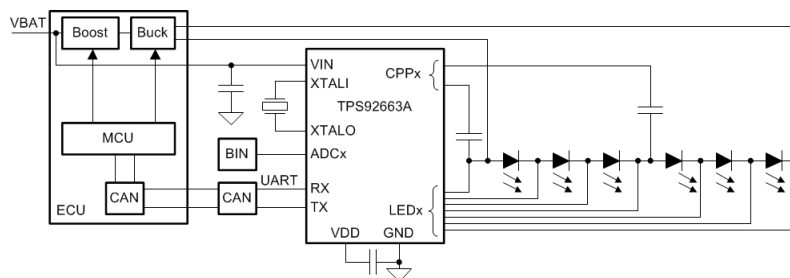 VBAT
Boost
Buck
VIN
CPPx
XTALI
TPS92663A
MCU
XTALO
BIN
ADCx
UART
RX
CAN
CAN
TX
LEDx
ECU
VDD
GND